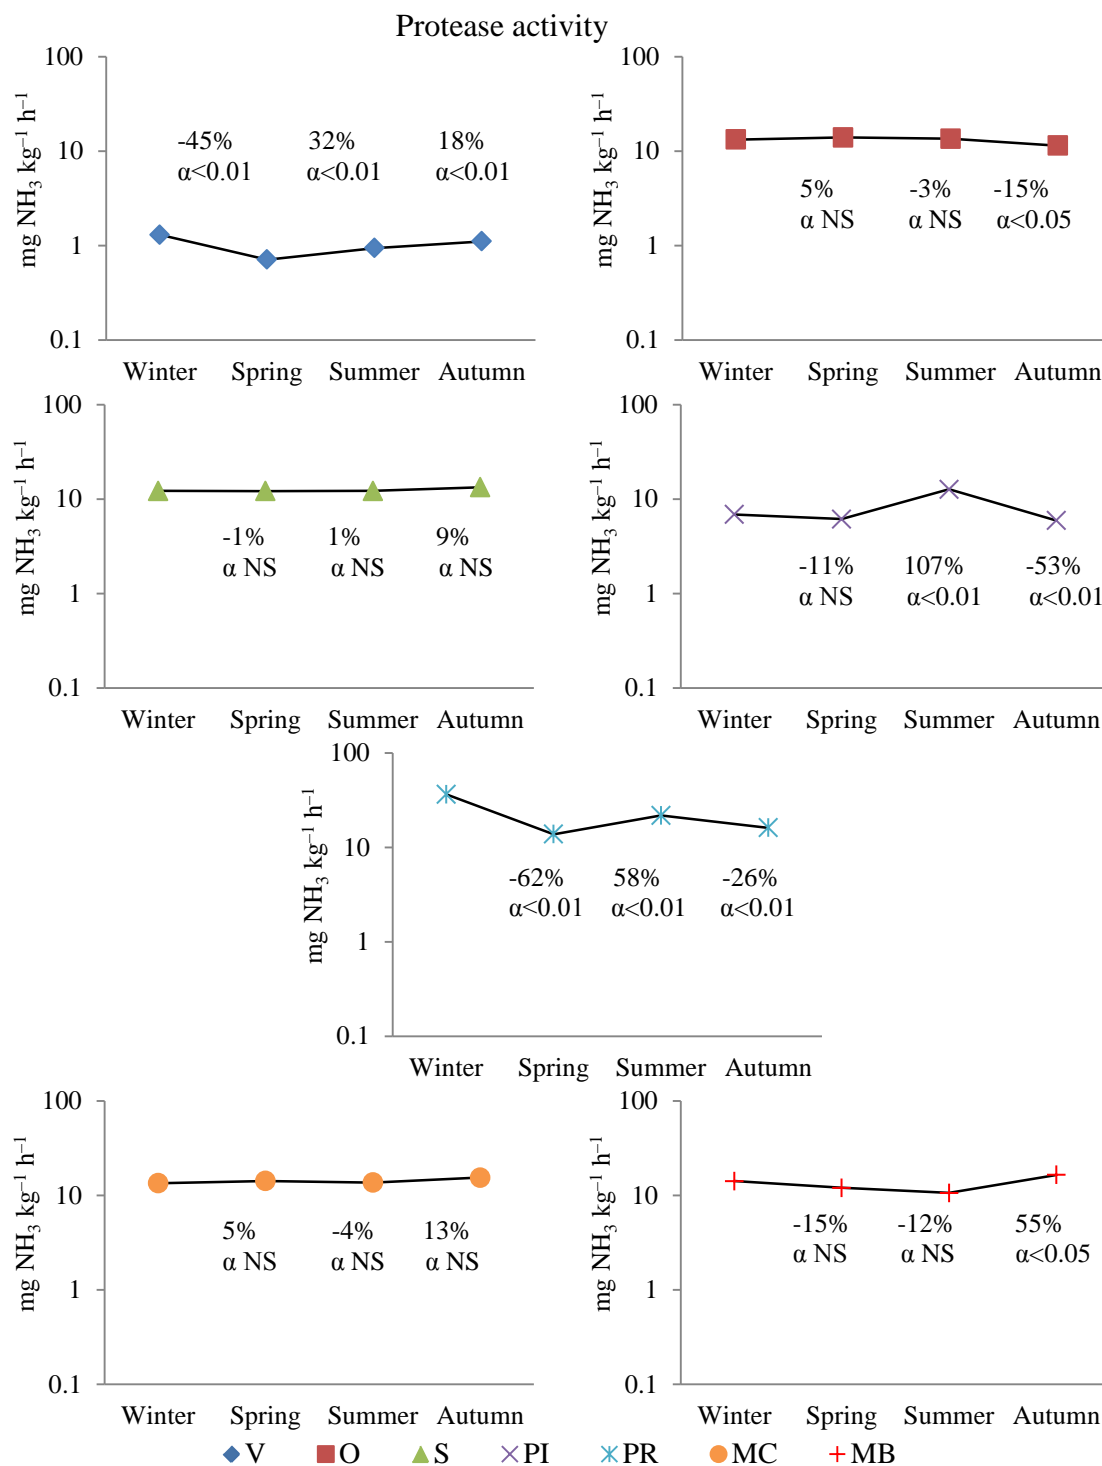 Protease activity
100
10
1
0.1
mg NH₃ kg⁻¹ h⁻¹
-45% 32% 18%
α<0.01 α<0.01 α<0.01
Winter Spring Summer Autumn
100
10
1
0.1
mg NH₃ kg⁻¹ h⁻¹
5% -3% -15%
α NS α NS α<0.05
Winter Spring Summer Autumn
100
10
1
0.1
mg NH₃ kg⁻¹ h⁻¹
-1% 1% 9%
α NS α NS α NS
Winter Spring Summer Autumn
100
10
1
0.1
mg NH₃ kg⁻¹ h⁻¹
-11% 107% -53%
α NS α<0.01 α<0.01
Winter Spring Summer Autumn
100
10
1
0.1
mg NH₃ kg⁻¹ h⁻¹
-62% 58% -26%
α<0.01 α<0.01 α<0.01
Winter Spring Summer Autumn
100
10
1
0.1
mg NH₃ kg⁻¹ h⁻¹
5% -4% 13%
α NS α NS α NS
Winter Spring Summer Autumn
100
10
1
0.1
mg NH₃ kg⁻¹ h⁻¹
-15% -12% 55%
α NS α NS α<0.05
Winter Spring Summer Autumn
V O S PI PR MC MB